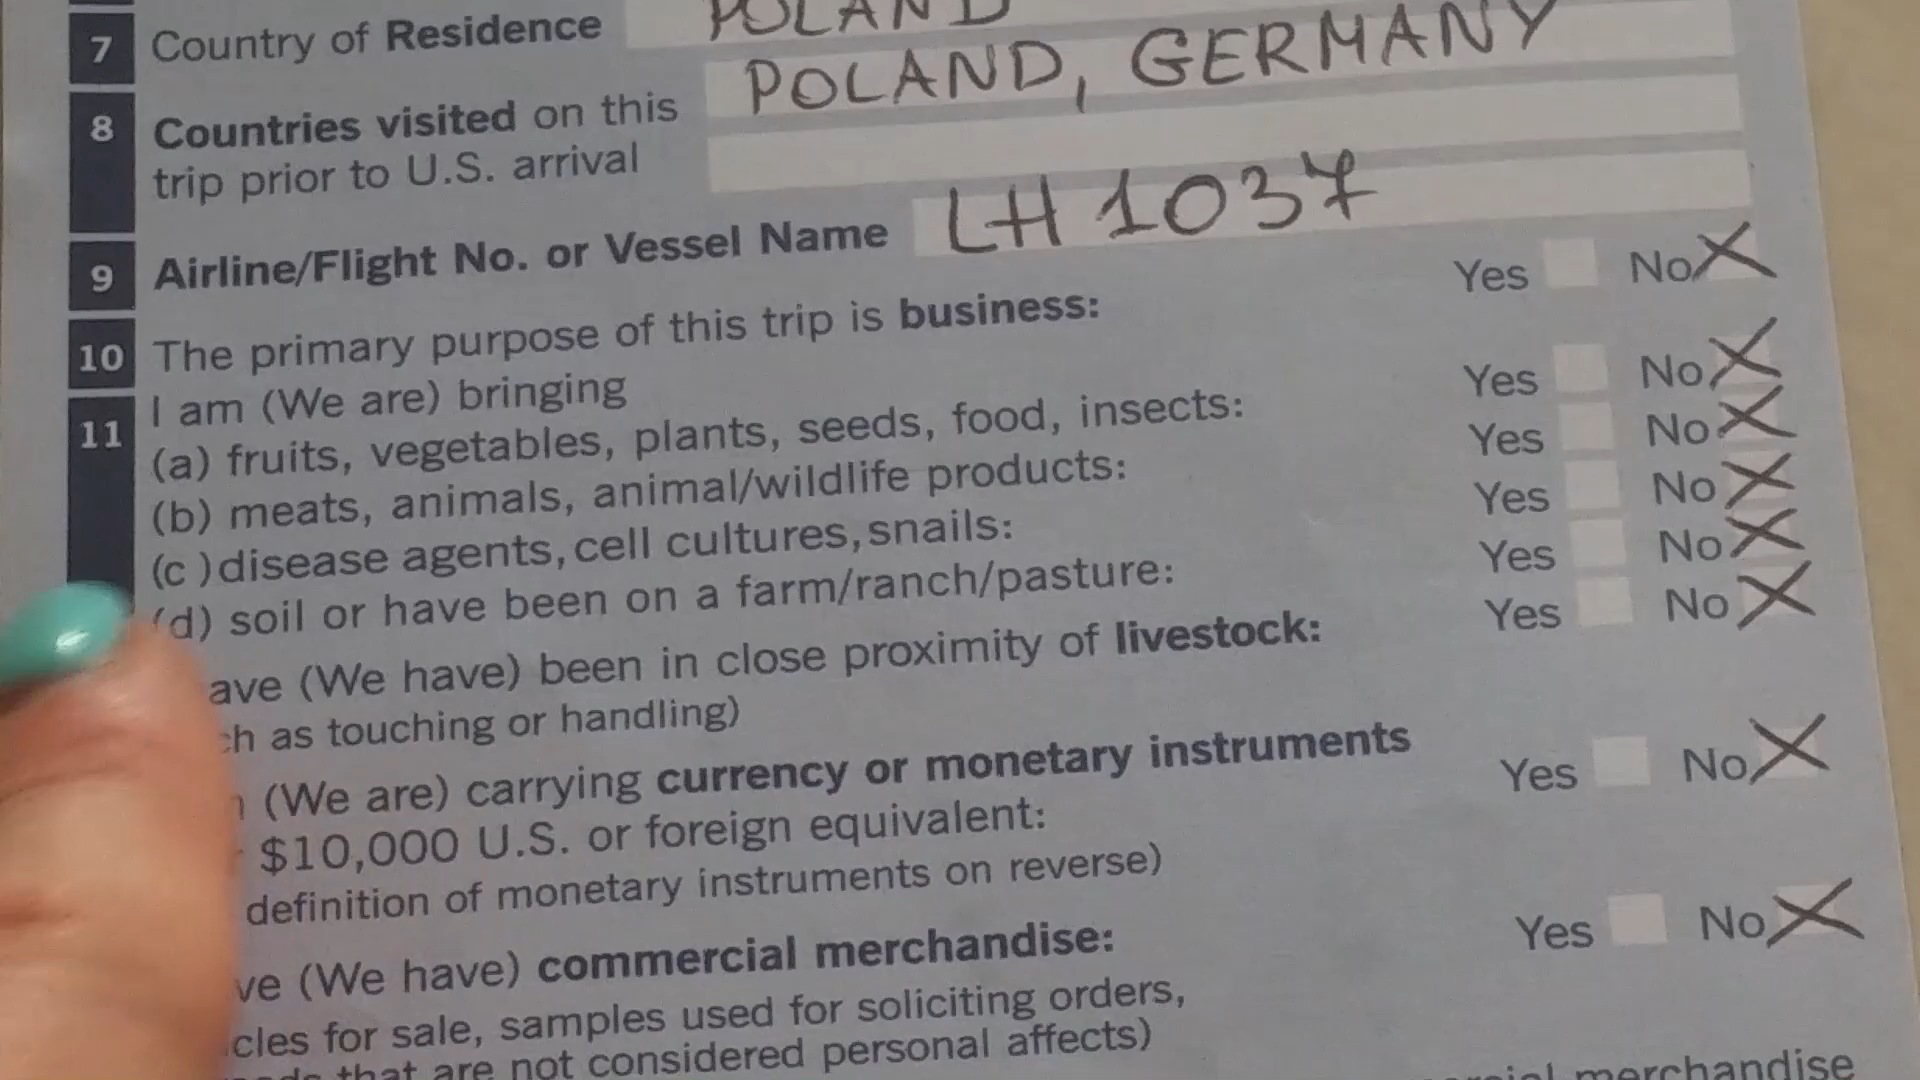 7 Country of Residence POLAND
8 Countries visited on this POLAND, GERMANY
trip prior to U.S. arrival
9 Airline/Flight No. or Vessel Name LH 1037
10 The primary purpose of this trip is business: Yes No X
11 I am (We are) bringing
(a) fruits, vegetables, plants, seeds, food, insects: Yes No X
(b) meats, animals, animal/wildlife products: Yes No X
(c) disease agents, cell cultures, snails: Yes No X
(d) soil or have been on a farm/ranch/pasture: Yes No X
ave (We have) been in close proximity of livestock: Yes No X
ch as touching or handling)
(We are) carrying currency or monetary instruments Yes No X
$10,000 U.S. or foreign equivalent:
definition of monetary instruments on reverse)
ve (We have) commercial merchandise: Yes No X
cles for sale, samples used for soliciting orders,
that are not considered personal affects)
merchandise